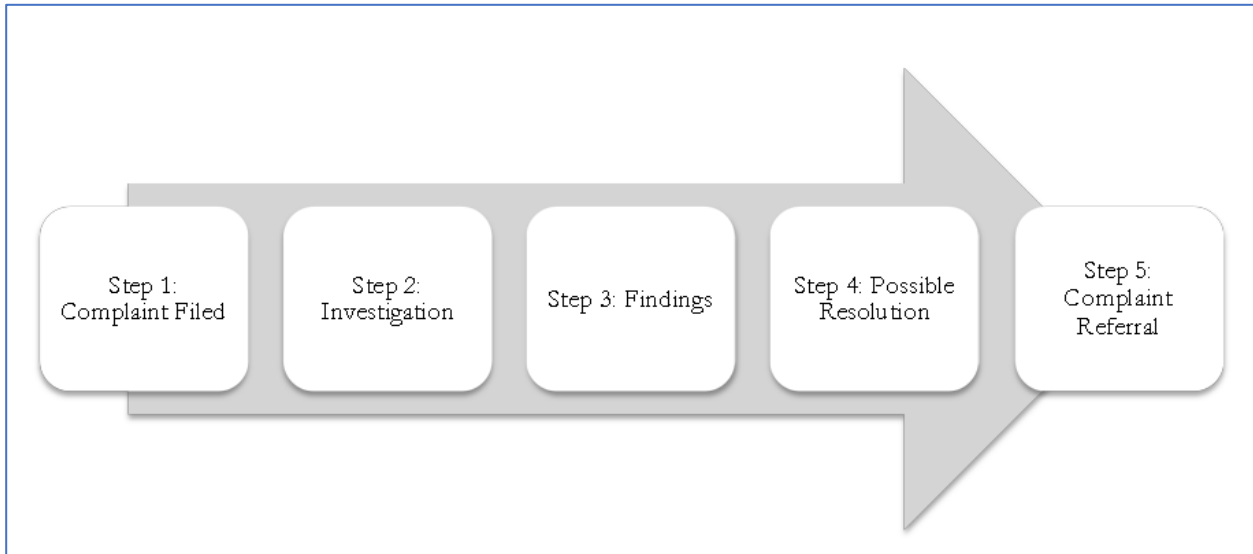 Step 1:
Complaint Filed
Step 2:
Investigation
Step 3: Findings
Step 4: Possible
Resolution
Step 5:
Complaint
Referral